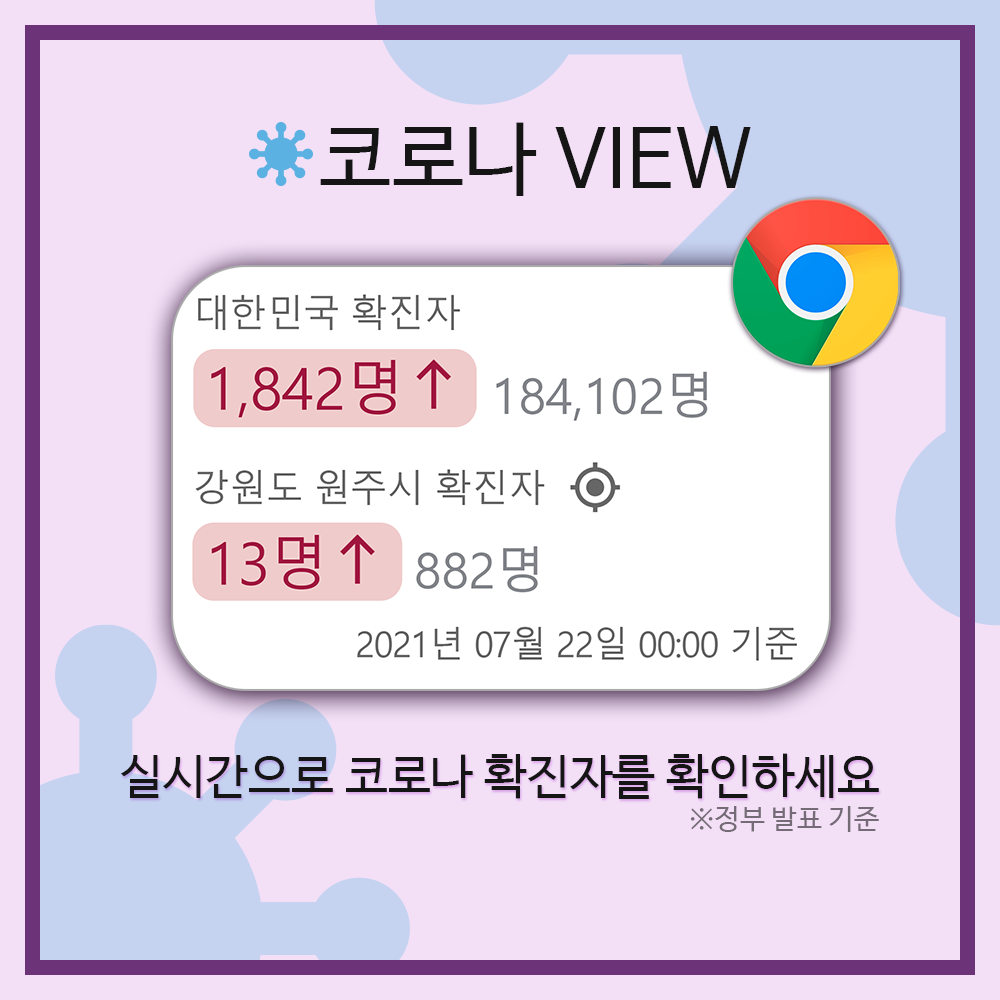 코로나 VIEW
대한민국 확진자
1,842명↑ 184,102명
강원도 원주시 확진자
13명↑ 882명
2021년 07월 22일 00:00 기준
실시간으로 코로나 확진자를 확인하세요
※정부 발표 기준